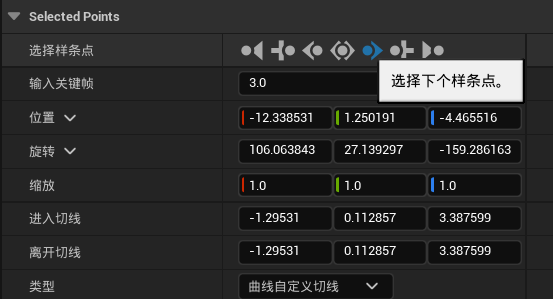 Selected Points
选择样条点
选择下个样条点。
输入关键帧 3.0
位置 -12.338531 1.250191 -4.465516
旋转 106.063843 27.139297 -159.286163
缩放 1.0 1.0 1.0
进入切线 -1.29531 0.112857 3.387599
离开切线 -1.29531 0.112857 3.387599
类型 曲线自定义切线